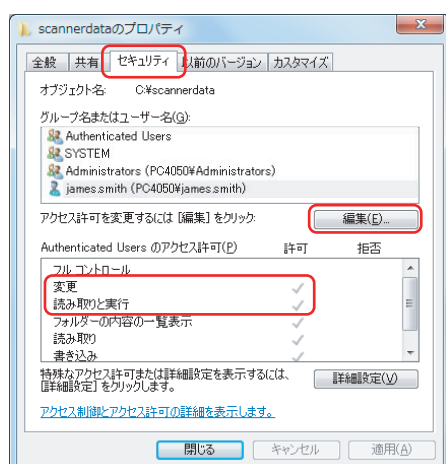 scannerdataのプロパティ
全般 共有 セキュリティ 以前のバージョン カスタマイズ
オブジェクト名: C:¥scannerdata
グループ名またはユーザー名(G):
Authenticated Users
SYSTEM
Administrators (PC4050¥Administrators)
james.smith (PC4050¥james.smith)
アクセス許可を変更するには [編集] をクリック:
編集(E)...
Authenticated Users のアクセス許可(P) 許可 拒否
フル コントロール
変更
読み取りと実行
フォルダーの内容の一覧表示
読み取り
書き込み
特殊なアクセス許可または詳細設定を表示するには、[詳細設定] をクリックします。
詳細設定(V)
アクセス制御とアクセス許可の詳細を表示します。
閉じる キャンセル 適用(A)